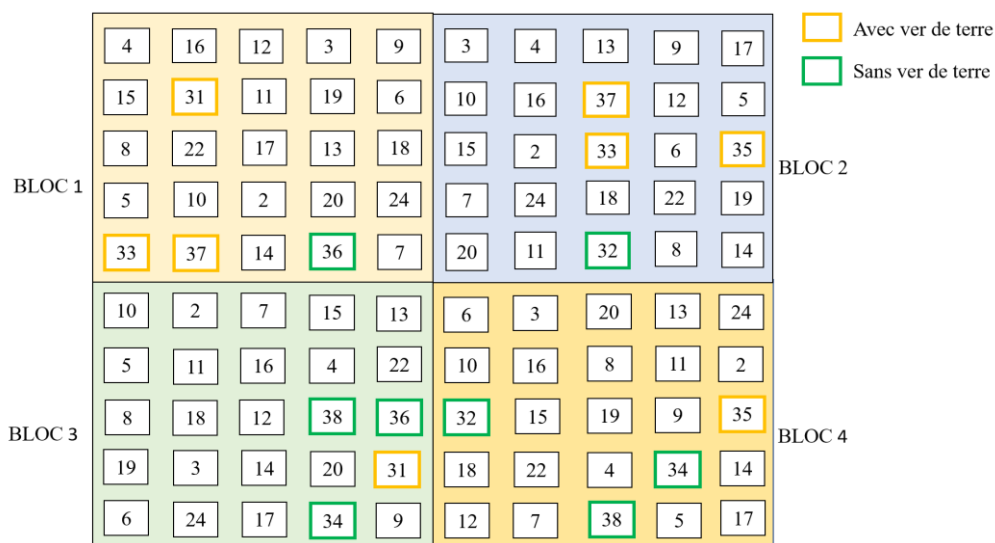 4 16 12 3 9 3 4 13 9 17 Avec ver de terre
15 31 11 19 6 10 16 37 12 5 Sans ver de terre
8 22 17 13 18 15 2 33 6 35
BLOC 1 BLOC 2
5 10 2 20 24 7 24 18 22 19
33 37 14 36 7 20 11 32 8 14
10 2 7 15 13 6 3 20 13 24
5 11 16 4 22 10 16 8 11 2
8 18 12 38 36 32 15 19 9 35
BLOC 3 BLOC 4
19 3 14 20 31 18 22 4 34 14
6 24 17 34 9 12 7 38 5 17